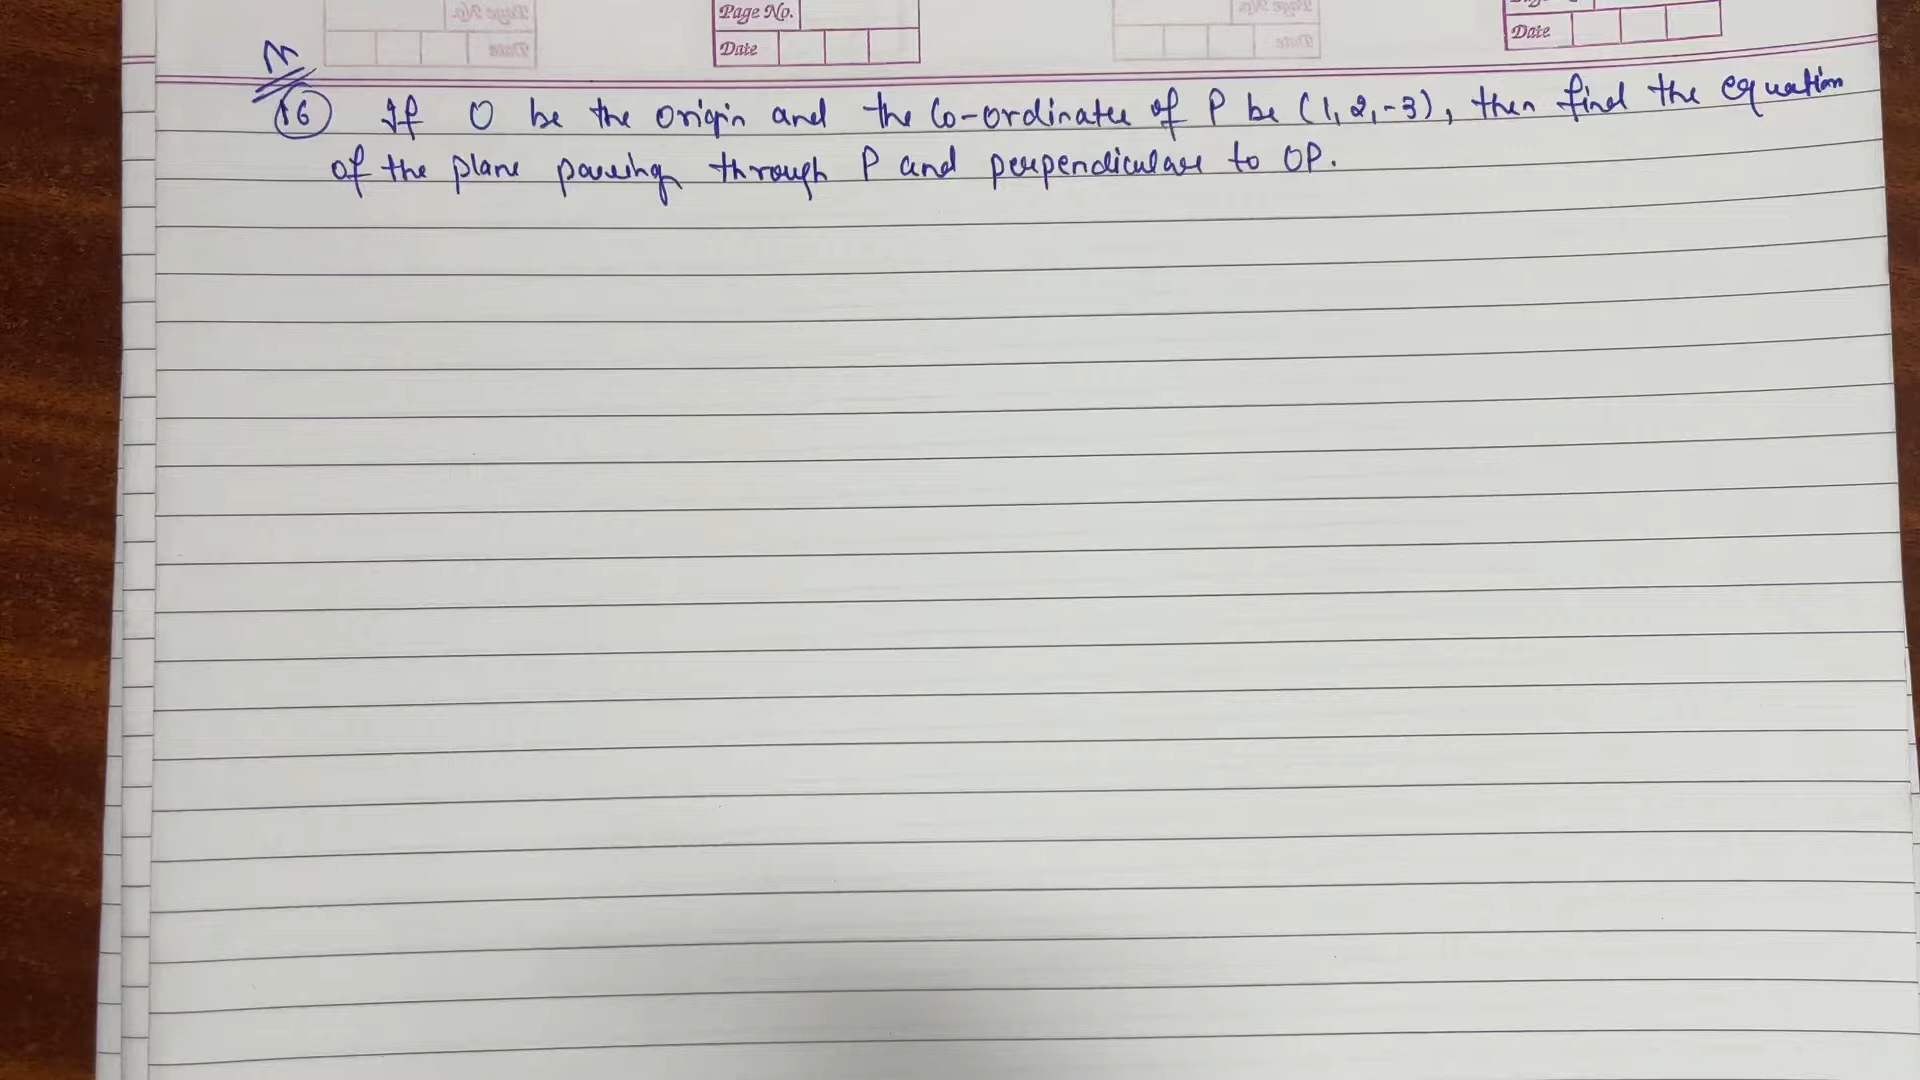 Page No.
Date
Date
M
16 If O be the origin and the Co-ordinates of P be (1, 2, -3), then find the equation
of the plane passing through P and perpendicular to OP.